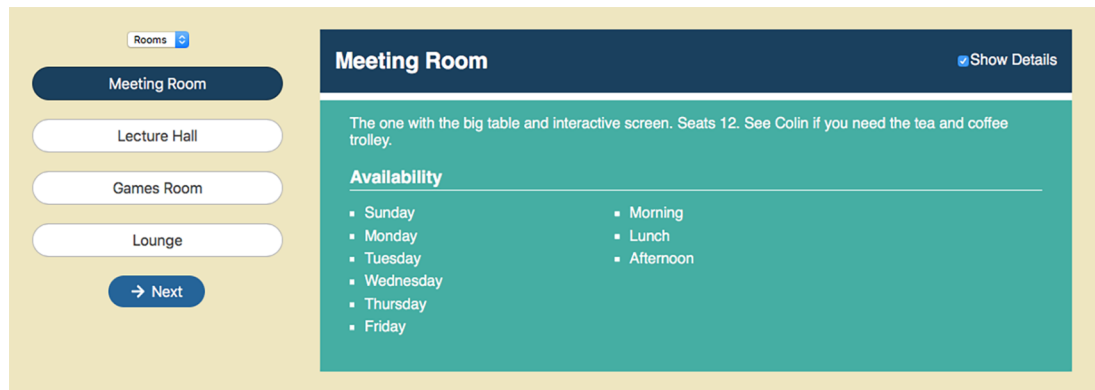 Rooms
Meeting Room
Lecture Hall
Games Room
Lounge
→ Next
Meeting Room
Show Details
The one with the big table and interactive screen. Seats 12. See Colin if you need the tea and coffee
trolley.
Availability
▪ Sunday
▪ Monday
▪ Tuesday
▪ Wednesday
▪ Thursday
▪ Friday
▪ Morning
▪ Lunch
▪ Afternoon